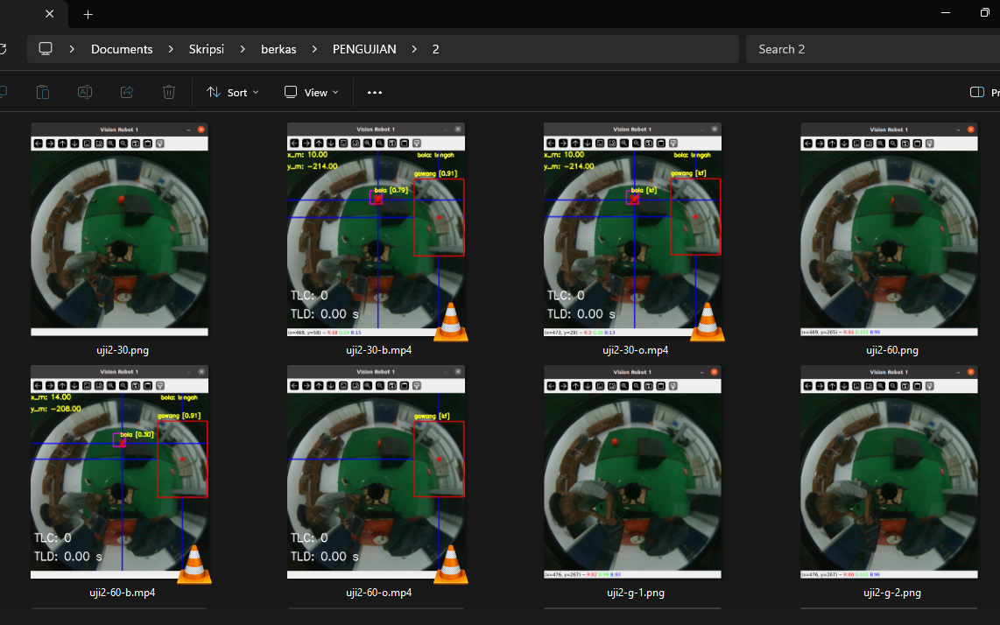 Documents > Skripsi > berkas > PENGUJIAN > 2
Search 2
Sort
View
Pr
Vision Robot 1
Vision Robot 1
Vision Robot 1
Vision Robot 1
x_m: 10.00
y_m: -214.00
bola: tengah
gawang [0.91]
bola [0.79]
TLC: 0
TLD: 0.00 s
(x=468, y=58) ~ R:18 G:24 B:15
x_m: 10.00
y_m: -214.00
bola: tengah
gawang [kf]
bola [kf]
TLC: 0
TLD: 0.00 s
(x=473, y=29) ~ R:3 B:13
(x=469, y=265) ~ R:84 G:103 B:99
uji2-30.png
uji2-30-b.mp4
uji2-30-o.mp4
uji2-60.png
Vision Robot 1
Vision Robot 1
Vision Robot 1
Vision Robot 1
x_m: 14.00
y_m: -208.00
bola: tengah
gawang [0.91]
bola [0.30]
TLC: 0
TLD: 0.00 s
gawang [kf]
TLC: 0
TLD: 0.00 s
(x=476, y=267) ~ R:82 G:99 B:93
(x=476, y=267) ~ R:80 G:101 B:96
uji2-60-b.mp4
uji2-60-o.mp4
uji2-g-1.png
uji2-g-2.png